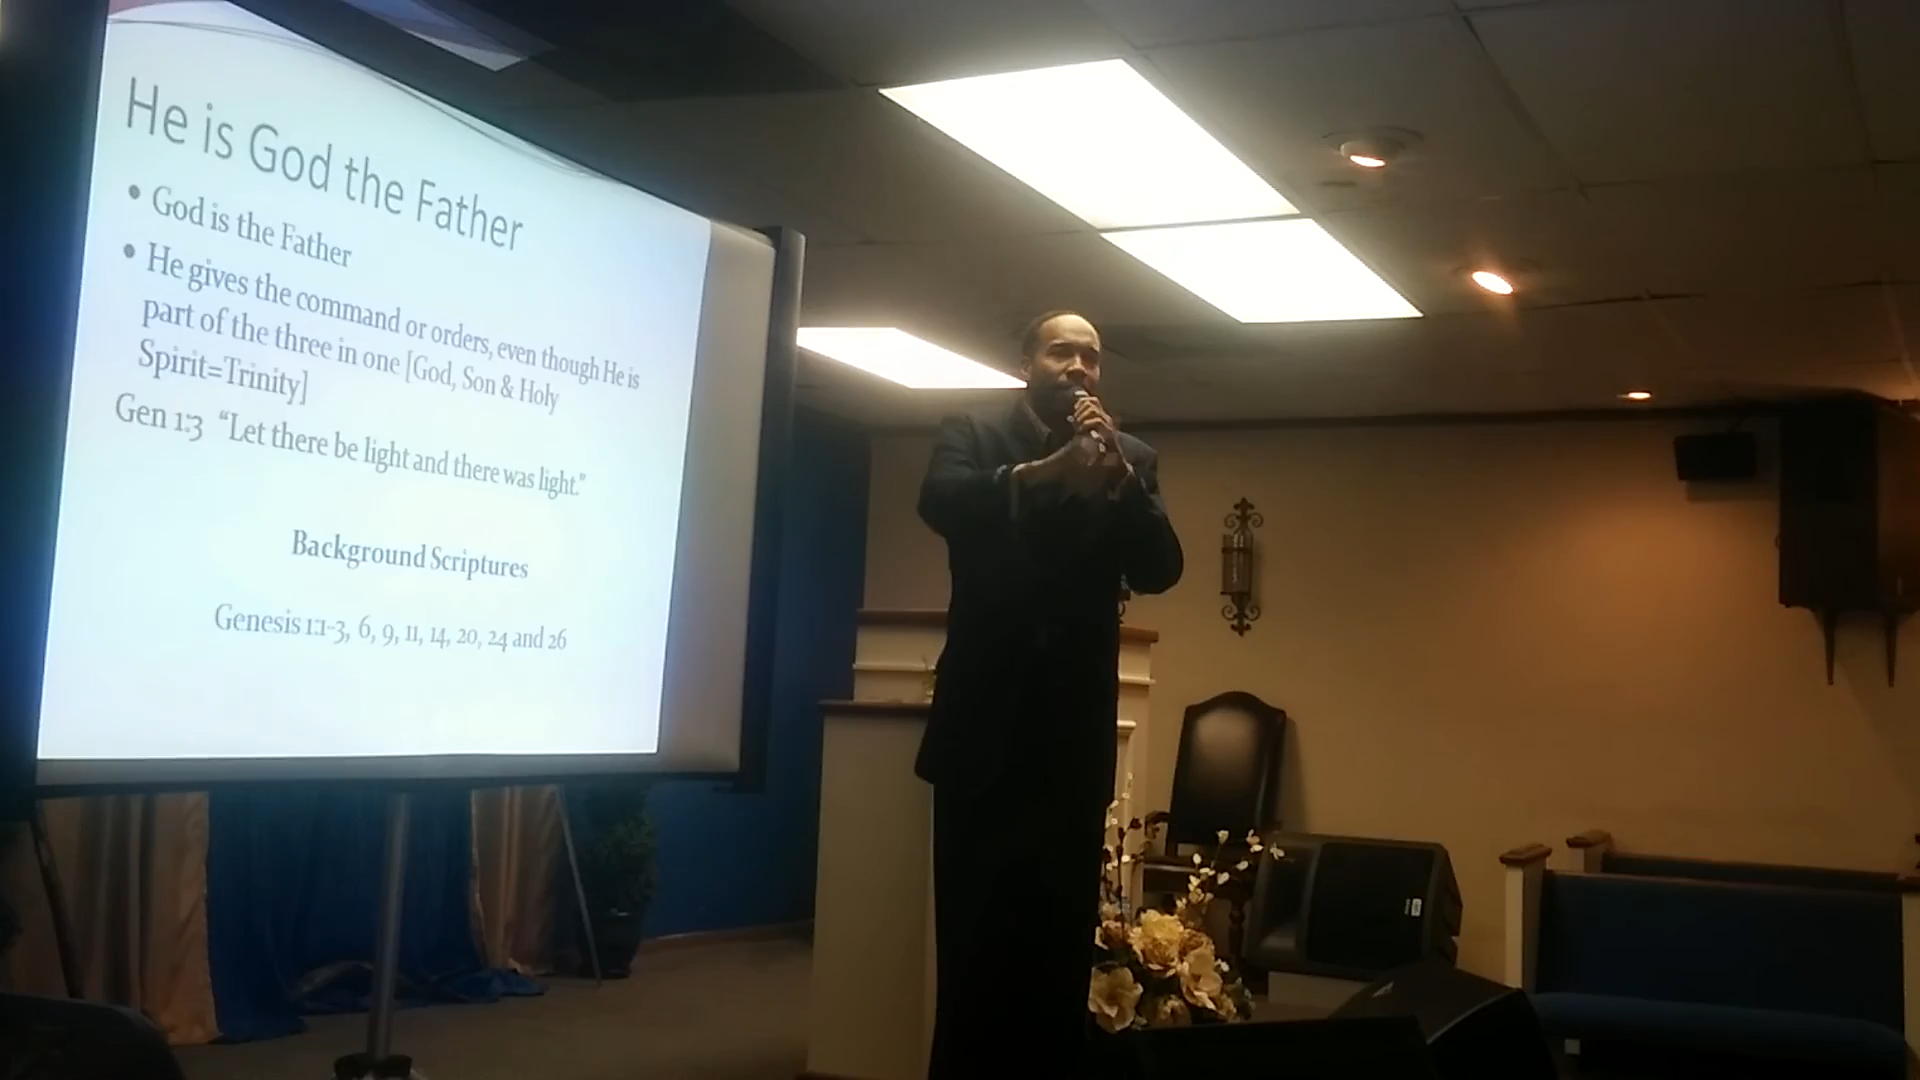 He is God the Father
• God is the Father
• He gives the command or orders, even though He is
part of the three in one [God, Son & Holy
Spirit=Trinity]
Gen 1:3 “Let there be light and there was light.”
Background Scriptures
Genesis 1:1-3, 6, 9, 11, 14, 20, 24 and 26